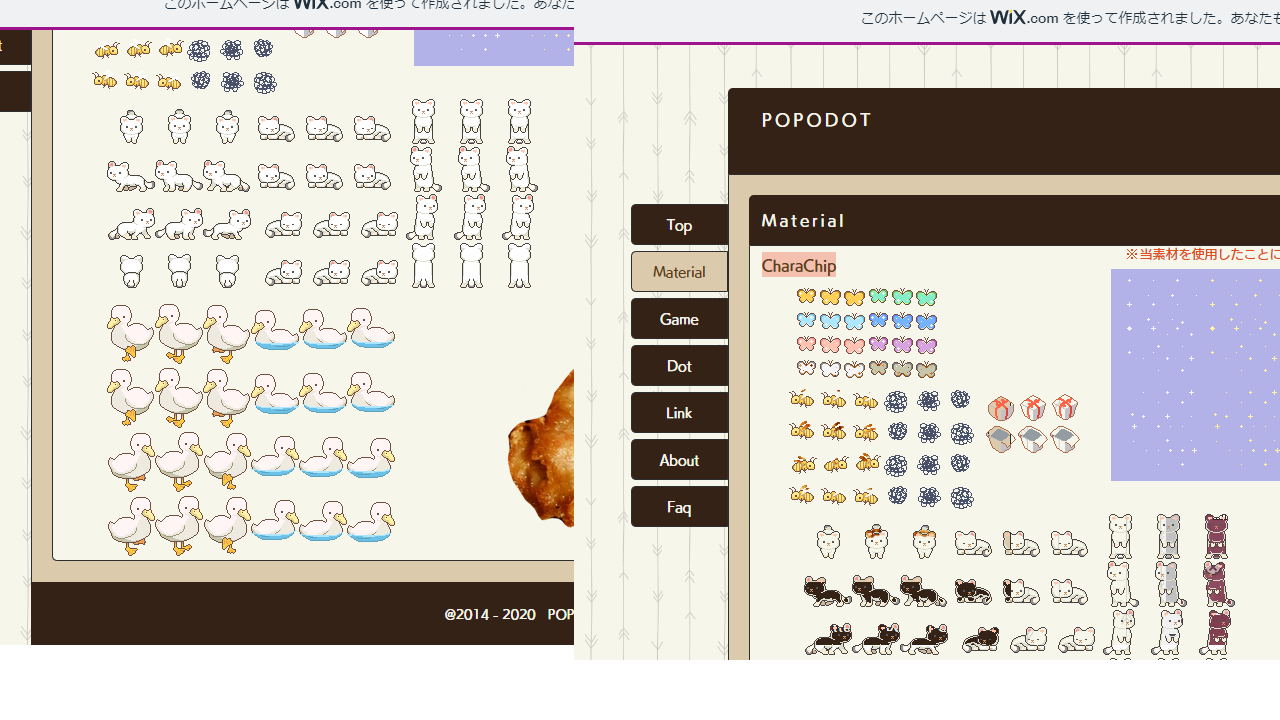 このホームページは WiX.com を使って作成されました。あなた
t
@2014 - 2020 POP
このホームページは WiX.com を使って作成されました。あなたも
POPODOT
Top
Material
Game
Dot
Link
About
Faq
Material
CharaChip
※当素材を使用したことに